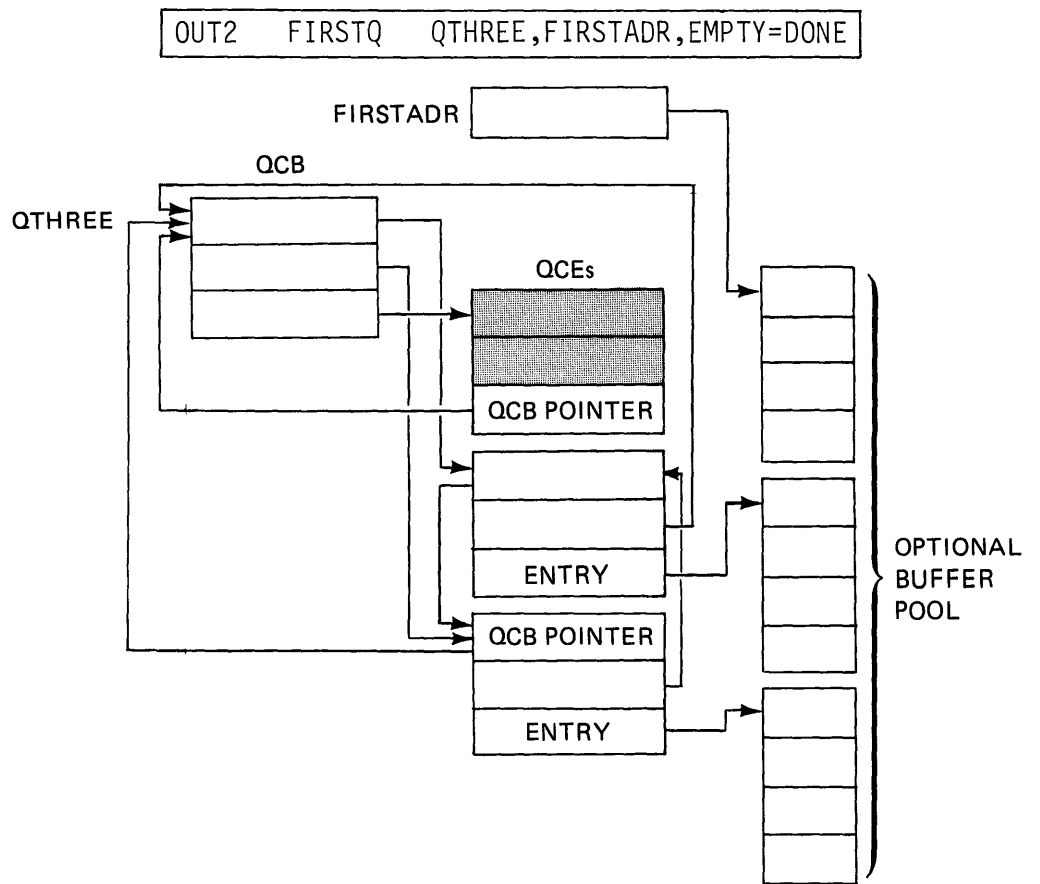 OUT2 FIRSTQ QTHREE,FIRSTADR,EMPTY=DONE
FIRSTADR
QCB
QTHREE
QCEs
QCB POINTER
ENTRY
OPTIONAL
BUFFER
POOL
QCB POINTER
ENTRY